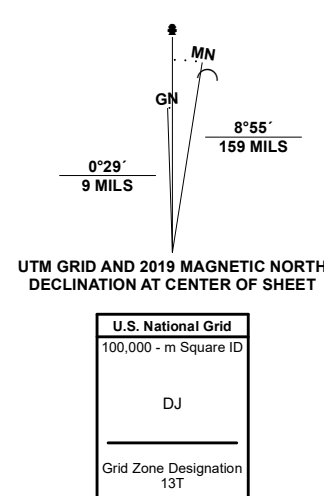 MN
GN
8°55´
159 MILS
0°29´
9 MILS
UTM GRID AND 2019 MAGNETIC NORTH
DECLINATION AT CENTER OF SHEET
U.S. National Grid
100,000 - m Square ID
DJ
Grid Zone Designation
13T